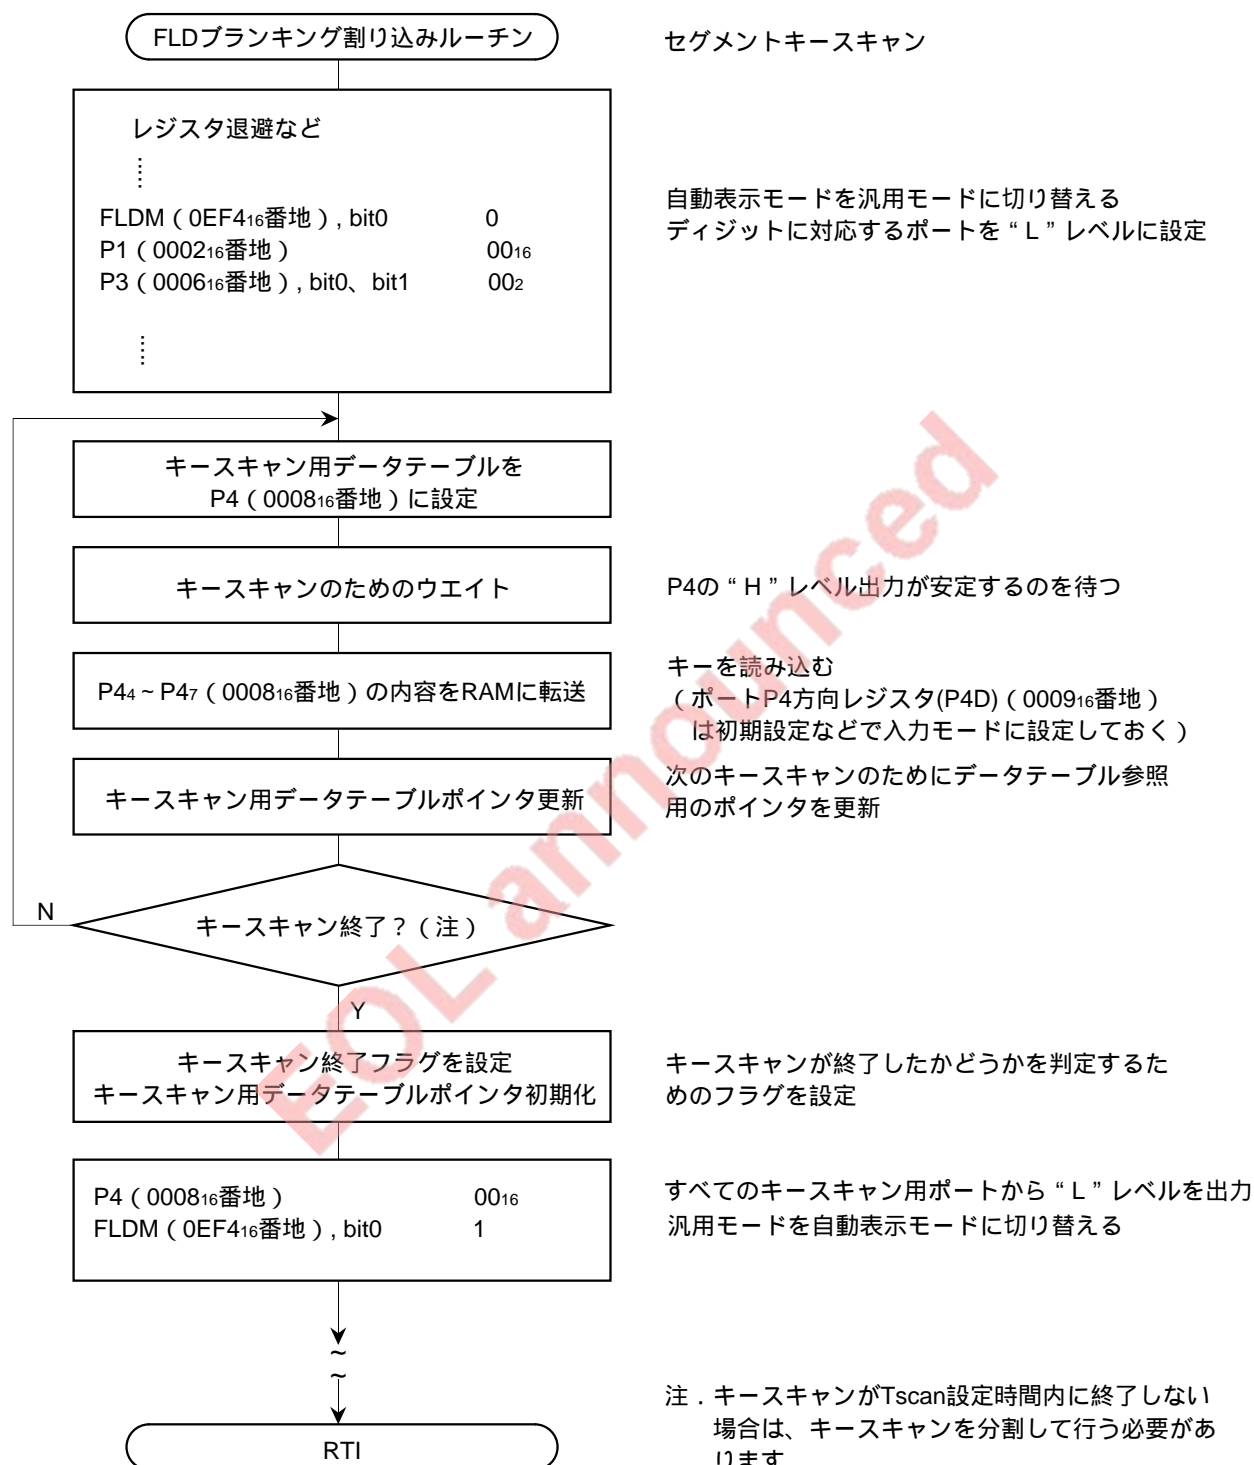 FLDブランキング割り込みルーチン
セグメントキースキャン
レジスタ退避など
FLDM（0EF4₁₆番地）, bit0 0
P1（0002₁₆番地） 00₁₆
P3（0006₁₆番地）, bit0、bit1 00₂
自動表示モードを汎用モードに切り替える
ディジットに対応するポートを“L”レベルに設定
キースキャン用データテーブルを
P4（0008₁₆番地）に設定
キースキャンのためのウエイト
P4の“H”レベル出力が安定するのを待つ
P4₄～P4₇（0008₁₆番地）の内容をRAMに転送
キーを読み込む
（ポートP4方向レジスタ(P4D)（0009₁₆番地）
は初期設定などで入力モードに設定しておく）
キースキャン用データテーブルポインタ更新
次のキースキャンのためにデータテーブル参照
用のポインタを更新
N
キースキャン終了？（注）
Y
キースキャン終了フラグを設定
キースキャン用データテーブルポインタ初期化
キースキャンが終了したかどうかを判定するた
めのフラグを設定
P4（0008₁₆番地） 00₁₆
FLDM（0EF4₁₆番地）, bit0 1
すべてのキースキャン用ポートから“L”レベルを出力
汎用モードを自動表示モードに切り替える
~
~
RTI
注．キースキャンがTscan設定時間内に終了しない
場合は、キースキャンを分割して行う必要があ
ります
EOL announced